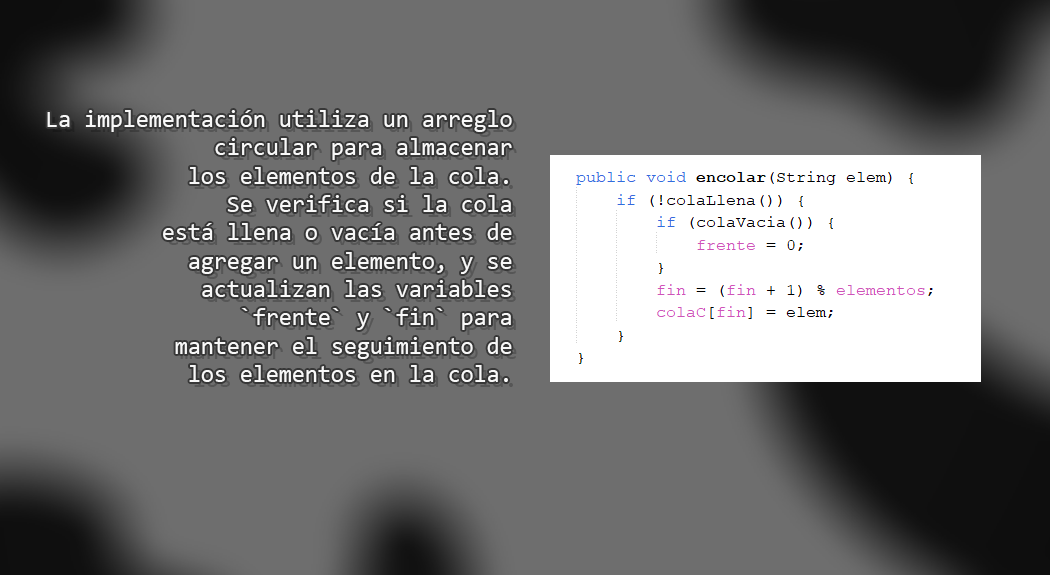 La implementación utiliza un arreglo
circular para almacenar
los elementos de la cola.
Se verifica si la cola
está llena o vacía antes de
agregar un elemento, y se
actualizan las variables
`frente` y `fin` para
mantener el seguimiento de
los elementos en la cola.
public void encolar(String elem) {
    if (!colaLlena()) {
        if (colaVacia()) {
            frente = 0;
        }
        fin = (fin + 1) % elementos;
        colaC[fin] = elem;
    }
}